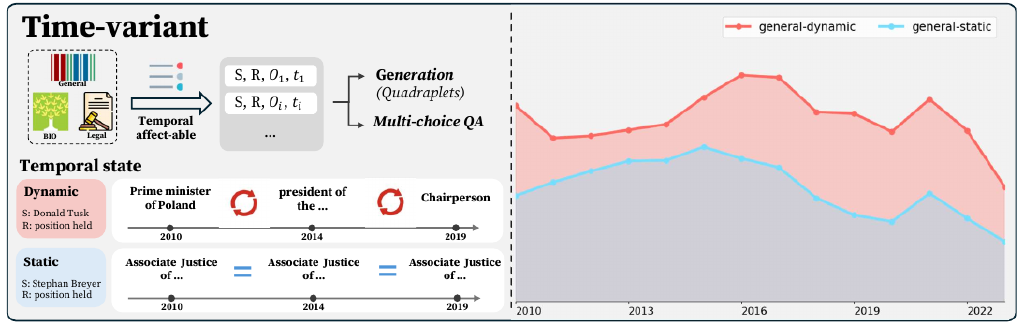 Time-variant
General
BIO
Legal
Temporal
affect-able
S, R, O₁, t₁
S, R, Oᵢ, tᵢ
...
Generation
(Quadraplets)
Multi-choice QA
Temporal state
Dynamic
S: Donald Tusk
R: position held
Prime minister
of Poland
president of
the ...
Chairperson
2010
2014
2019
Static
S: Stephan Breyer
R: position held
Associate Justice
of ...
=
Associate Justice
of ...
=
Associate Justice
of ...
2010
2014
2019
general-dynamic
general-static
2010
2013
2016
2019
2022